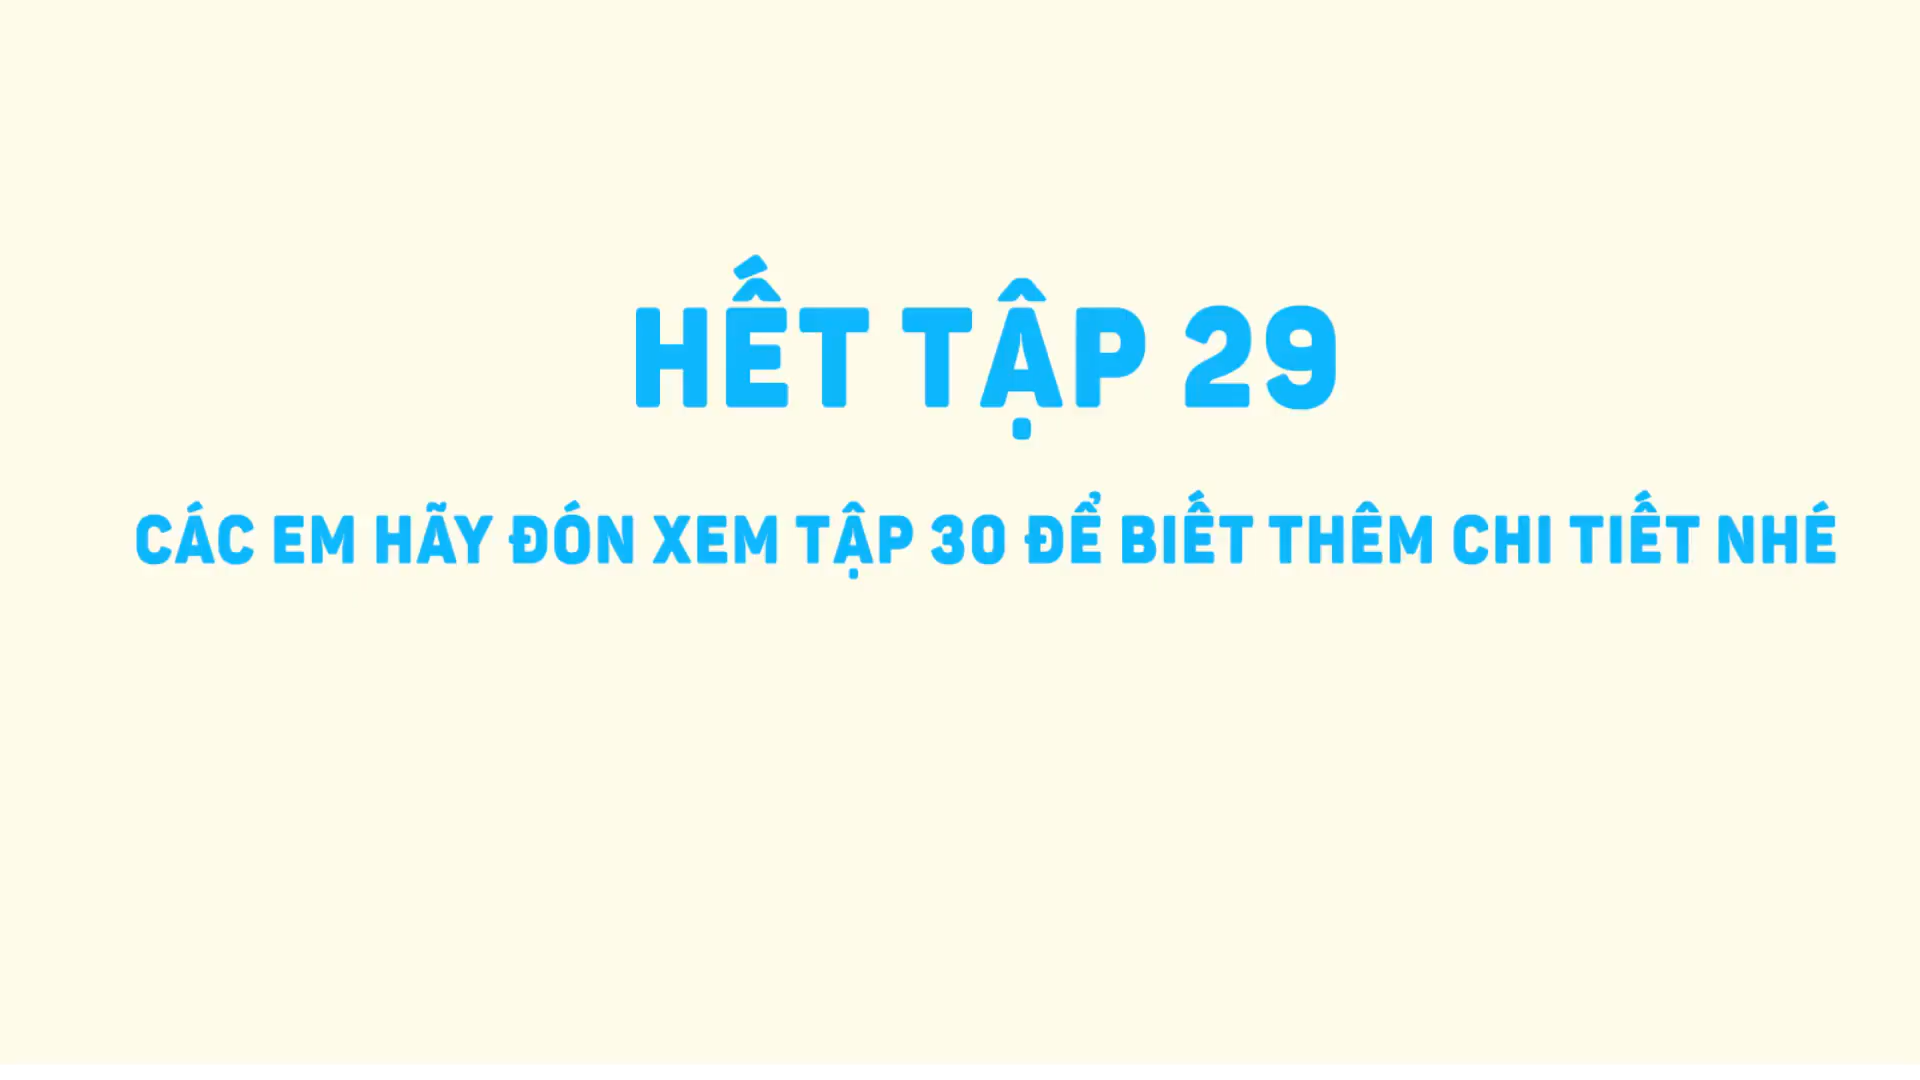 HẾT TẬP 29
CÁC EM HÃY ĐÓN XEM TẬP 30 ĐỂ BIẾT THÊM CHI TIẾT NHÉ